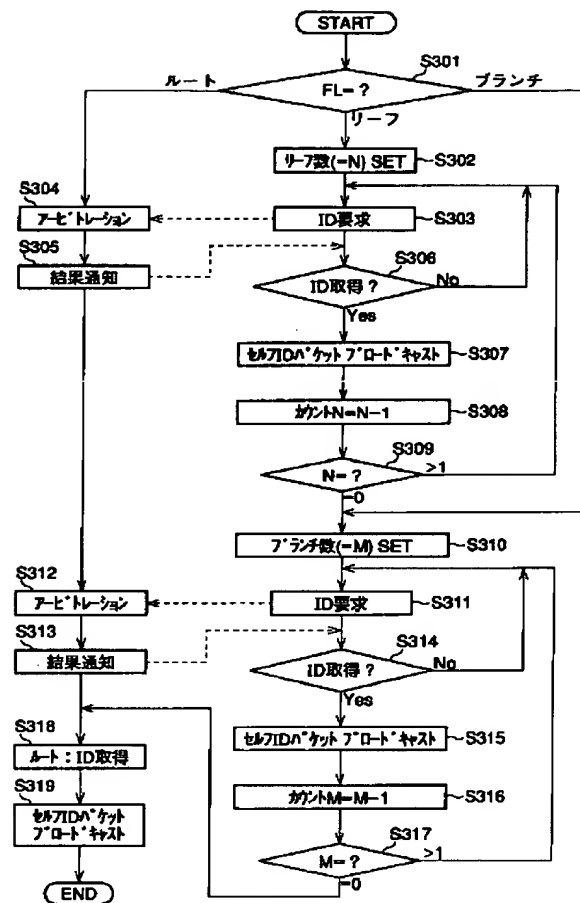 START
S301
ルート
FL=?
ブランチ
リーフ
リーフ数(=N) SET
S302
S304
アービトレーション
ID要求
S303
S305
結果通知
S306
ID取得?
No
Yes
セルフIDパケット ブロードキャスト
S307
カウントN=N-1
S308
S309
N=?
>1
=0
ブランチ数(=M) SET
S310
S312
アービトレーション
ID要求
S311
S313
結果通知
S314
ID取得?
No
Yes
S318
ルート:ID取得
セルフIDパケット ブロードキャスト
S315
S319
セルフIDパケット
ブロードキャスト
カウントM=M-1
S316
S317
M=?
>1
=0
END